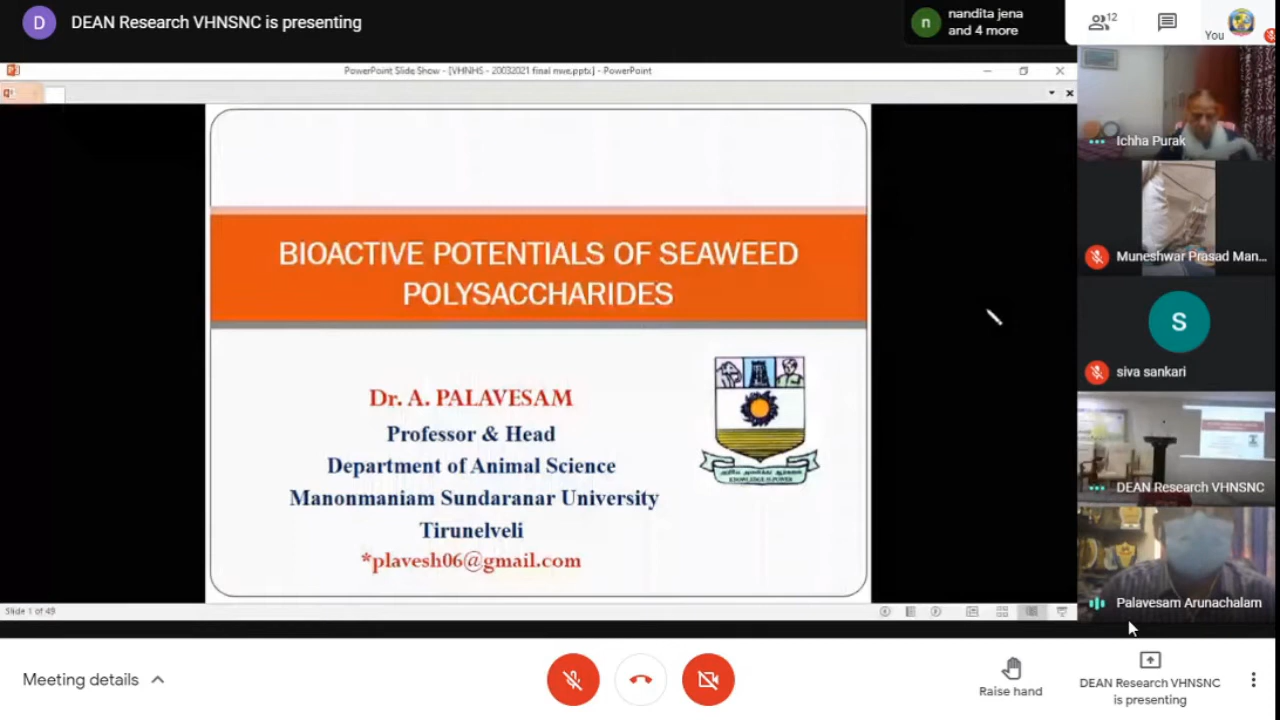 D
DEAN Research VHNSNC is presenting
n
nandita jena
and 4 more
12
You
PowerPoint Slide Show - [VHNHS - 20032021 final mwe.pptx] - PowerPoint
Ichha Purak
BIOACTIVE POTENTIALS OF SEAWEED
POLYSACCHARIDES
Muneshwar Prasad Man...
S
siva sankari
Dr. A. PALAVESAM
Professor & Head
Department of Animal Science
Manonmaniam Sundaranar University
Tirunelveli
*plavesh06@gmail.com
KNOWLEDGE IS POWER
DEAN Research VHNSNC
Palavesam Arunachalam
Slide 1 of 49
Meeting details
Raise hand
DEAN Research VHNSNC
is presenting